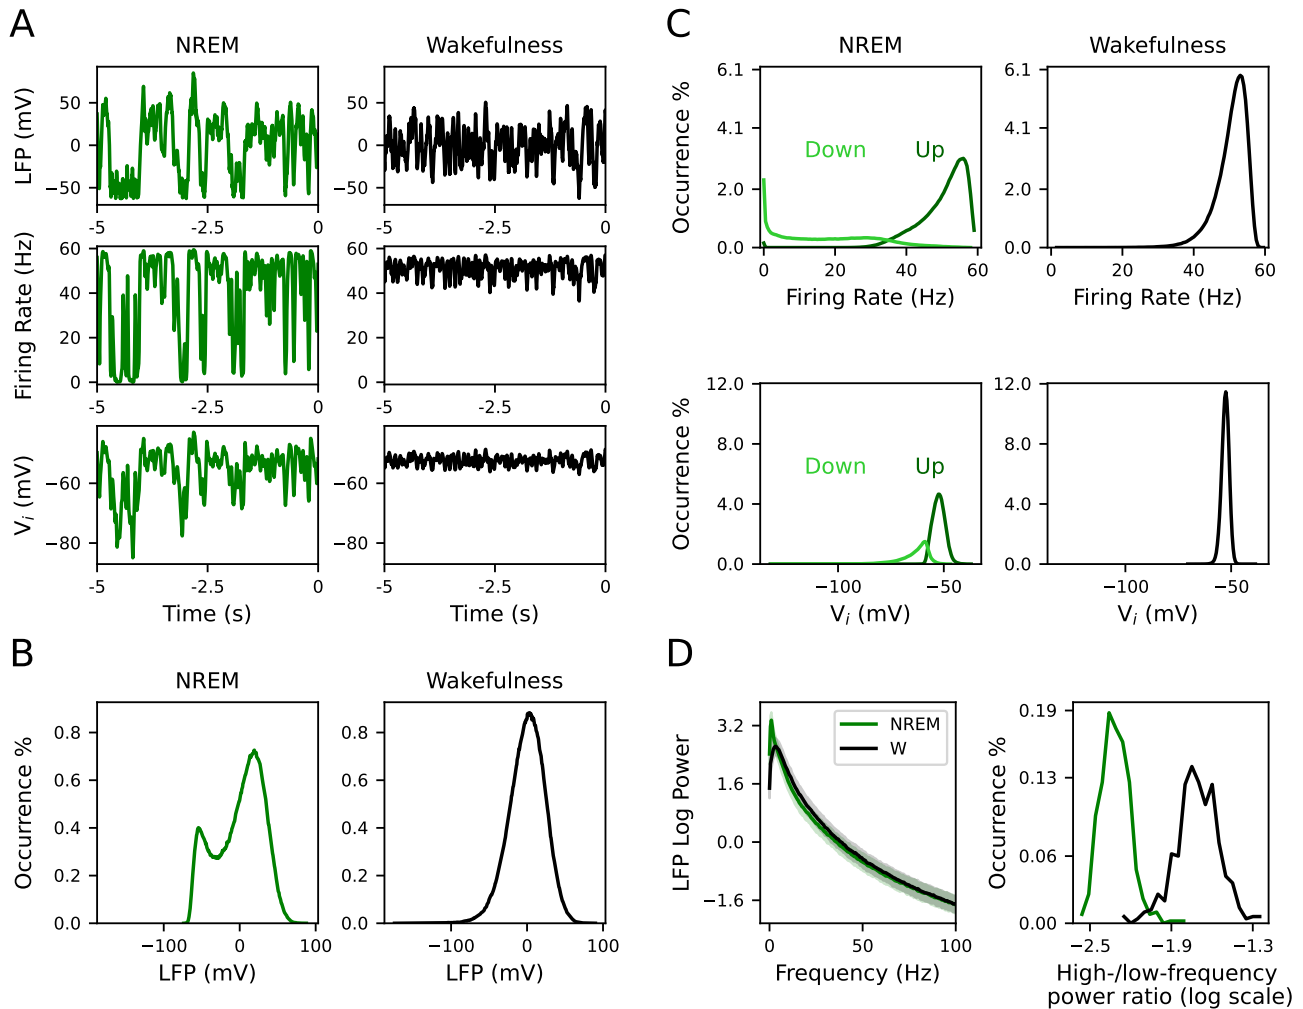 A
NREM
Wakefulness
LFP (mV)
50
0
−50
-5
-2.5
0
50
0
−50
-5
-2.5
0
Firing Rate (Hz)
60
40
20
0
-5
-2.5
0
60
40
20
0
-5
-2.5
0
V_i (mV)
−60
−80
-5
-2.5
0
Time (s)
−60
−80
-5
-2.5
0
Time (s)
B
NREM
Wakefulness
Occurrence %
0.8
0.6
0.4
0.2
0.0
−100
0
100
LFP (mV)
0.8
0.6
0.4
0.2
0.0
−100
0
100
LFP (mV)
C
NREM
Wakefulness
Occurrence %
6.1
4.1
2.0
0.0
Down
Up
0
20
40
60
Firing Rate (Hz)
6.1
4.1
2.0
0.0
0
20
40
60
Firing Rate (Hz)
Occurrence %
12.0
8.0
4.0
0.0
Down
Up
−100
−50
V_i (mV)
12.0
8.0
4.0
0.0
−100
−50
V_i (mV)
D
LFP Log Power
3.2
1.6
0.0
−1.6
NREM
W
0
50
100
Frequency (Hz)
Occurrence %
0.19
0.13
0.06
0.00
−2.5
−1.9
−1.3
High-/low-frequency
power ratio (log scale)